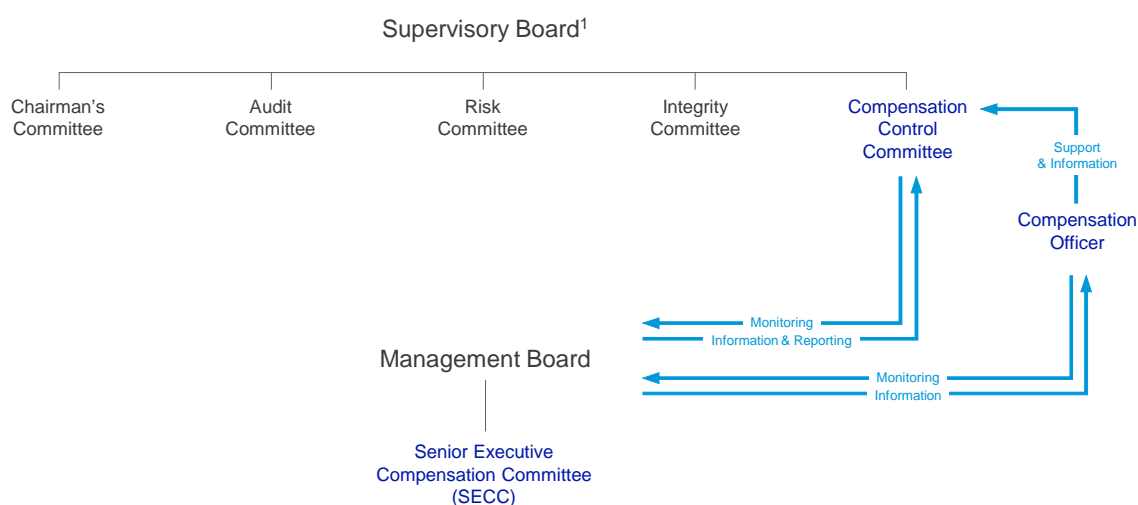 Supervisory Board1
Chairman's
Committee
Audit
Committee
Risk
Committee
Integrity
Committee
Compensation
Control
Committee
Support
& Information
Compensation
Officer
Monitoring
Information & Reporting
Management Board
Monitoring
Information
Senior Executive
Compensation Committee
(SECC)